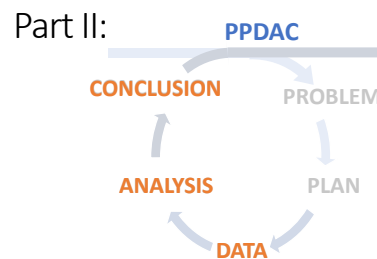 Part II:
PPDAC
CONCLUSION
PROBLEM
ANALYSIS
PLAN
DATA